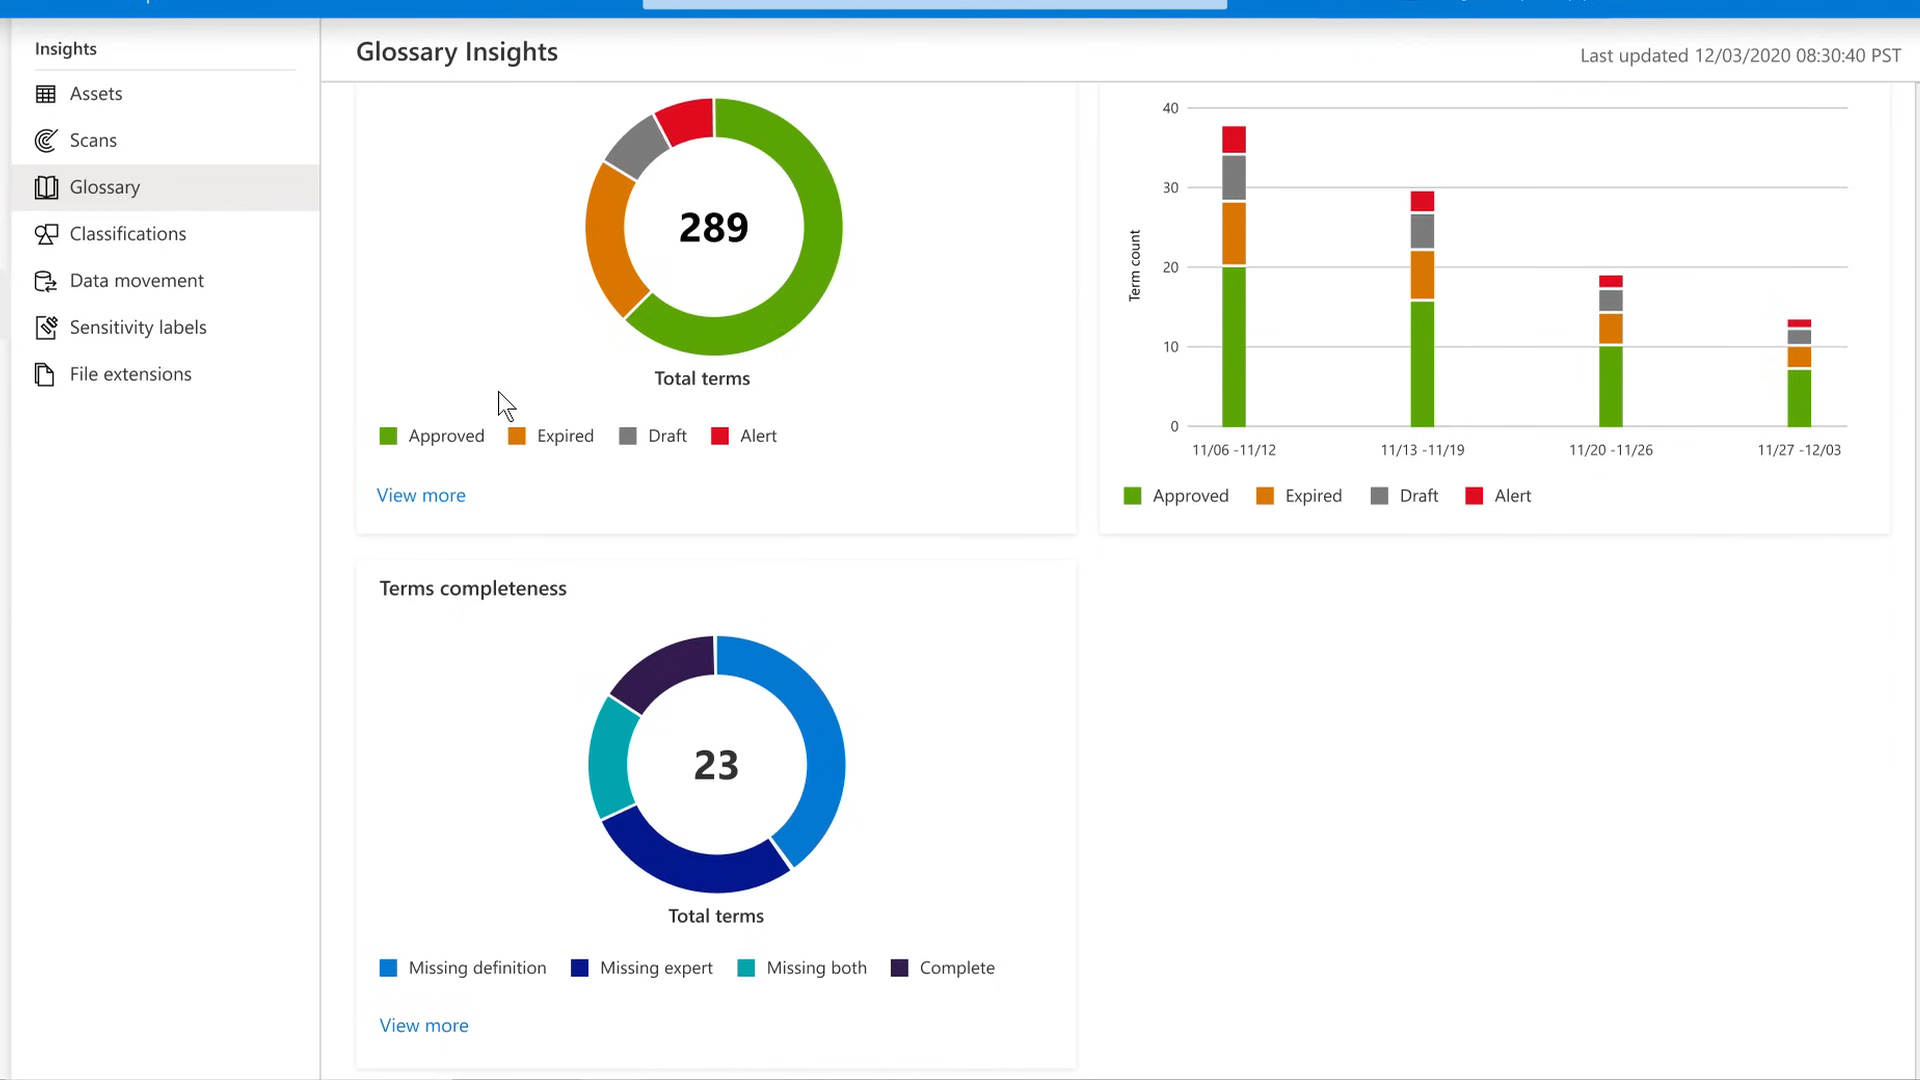 Insights
Assets
Scans
Glossary
Classifications
Data movement
Sensitivity labels
File extensions
Glossary Insights
Last updated 12/03/2020 08:30:40 PST
289
Total terms
Approved Expired Draft Alert
View more
Term count
40
30
20
10
0
11/06 -11/12 11/13 -11/19 11/20 -11/26 11/27 -12/03
Approved Expired Draft Alert
Terms completeness
23
Total terms
Missing definition Missing expert Missing both Complete
View more